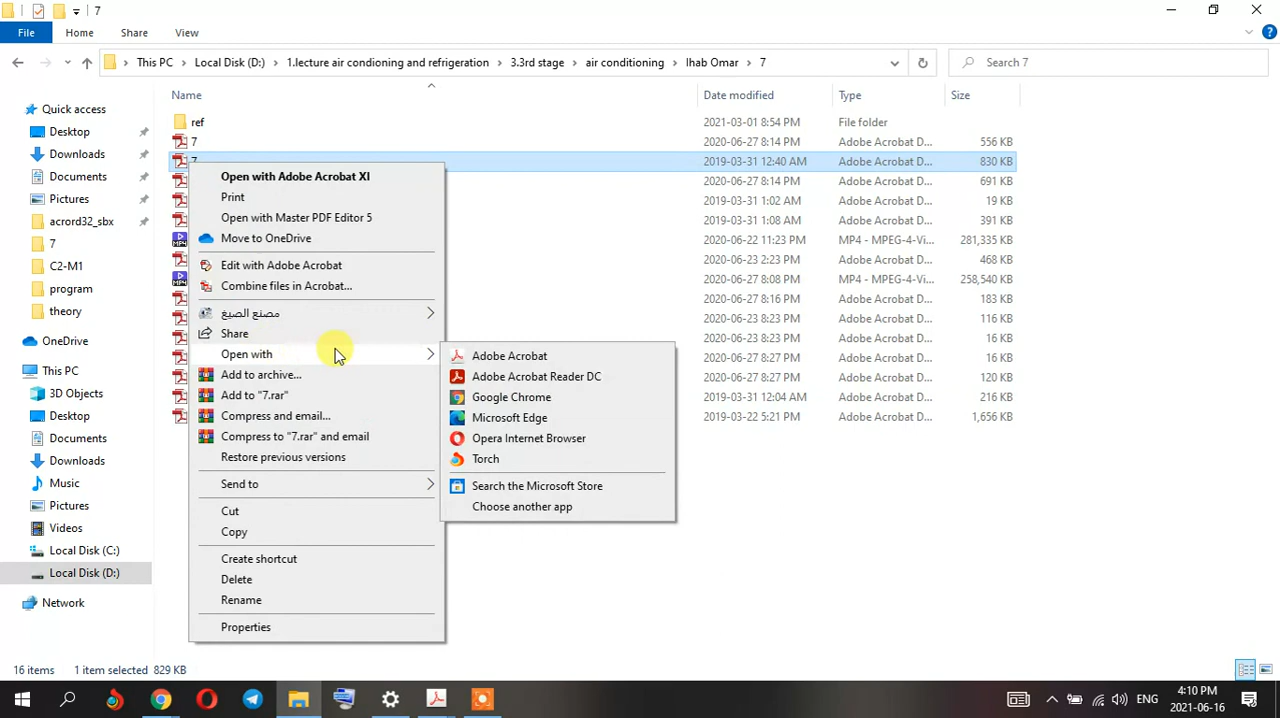 7
File Home Share View
This PC Local Disk (D:) 1.lecture air condioning and refrigeration 3.3rd stage air conditioning Ihab Omar 7 Search 7
Name Date modified Type Size
Quick access
Desktop
Downloads
Documents
Pictures
acrord32_sbx
7
C2-M1
program
theory
OneDrive
This PC
3D Objects
Desktop
Documents
Downloads
Music
Pictures
Videos
Local Disk (C:)
Local Disk (D:)
Network
ref 2021-03-01 8:54 PM File folder
7 2020-06-27 8:14 PM Adobe Acrobat D... 556 KB
7 2019-03-31 12:40 AM Adobe Acrobat D... 830 KB
2020-06-27 8:14 PM Adobe Acrobat D... 691 KB
2019-03-31 1:02 AM Adobe Acrobat D... 19 KB
2019-03-31 1:08 AM Adobe Acrobat D... 391 KB
2020-06-22 11:23 PM MP4 - MPEG-4-Vi... 281,335 KB
2020-06-23 2:23 PM Adobe Acrobat D... 468 KB
2020-06-27 8:08 PM MP4 - MPEG-4-Vi... 258,540 KB
2020-06-27 8:16 PM Adobe Acrobat D... 183 KB
2020-06-23 2:24 PM Adobe Acrobat D... 116 KB
2020-06-27 8:27 PM Adobe Acrobat D... 338 KB
2020-06-27 8:27 PM Adobe Acrobat D...
2020-06-27 8:27 PM Adobe Acrobat D... 120 KB
2019-03-31 12:04 AM Adobe Acrobat D... 216 KB
2019-03-22 5:21 PM Adobe Acrobat D... 1,656 KB
Open with Adobe Acrobat XI
Print
Open with Master PDF Editor 5
Move to OneDrive
Edit with Adobe Acrobat
Combine files in Acrobat...
مصنع الصيغ
Share
Open with
Add to archive...
Add to "7.rar"
Compress and email...
Compress to "7.rar" and email
Restore previous versions
Send to
Cut
Copy
Create shortcut
Delete
Rename
Properties
Adobe Acrobat
Adobe Acrobat Reader DC
Google Chrome
Microsoft Edge
Opera Internet Browser
Torch
Search the Microsoft Store
Choose another app
16 items 1 item selected 829 KB
ENG
4:10 PM
2021-06-16